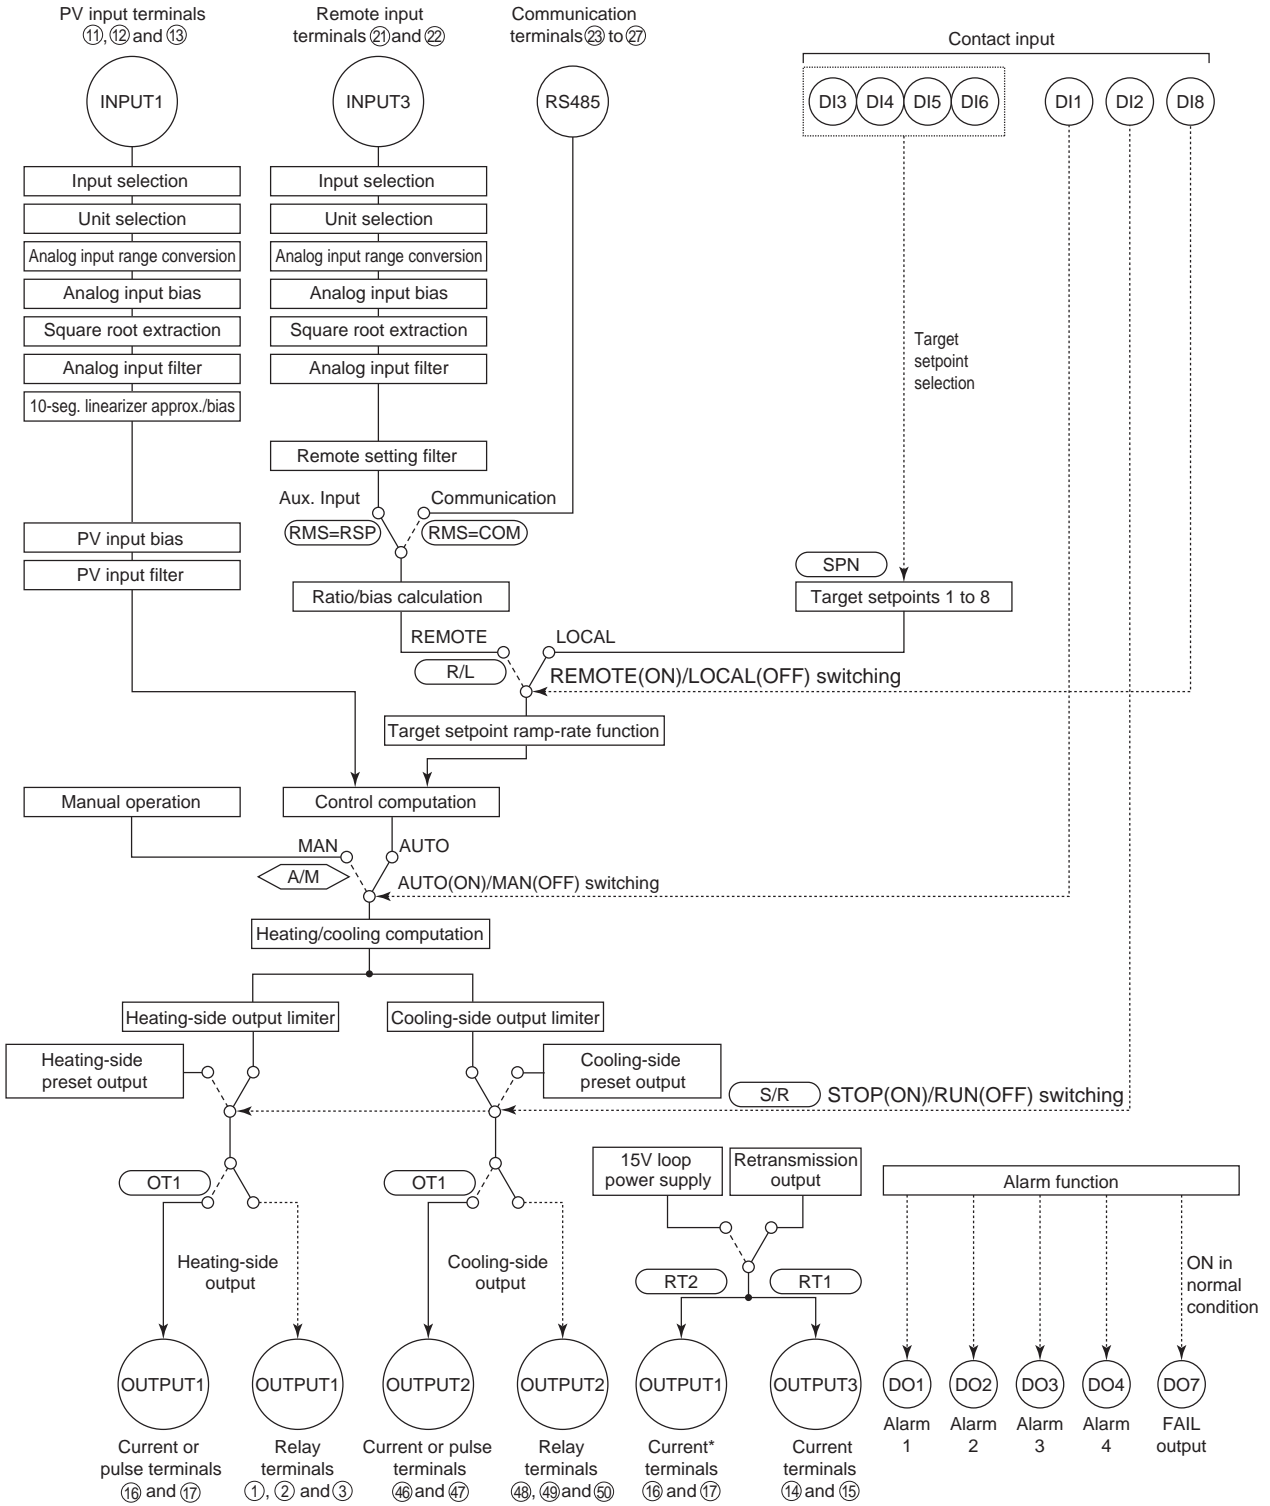 PV input terminals
⑪, ⑫ and ⑬
Remote input
terminals ㉑ and ㉒
Communication
terminals ㉓ to ㉗
Contact input
INPUT1
INPUT3
RS485
DI3
DI4
DI5
DI6
DI1
DI2
DI8
Input selection
Unit selection
Analog input range conversion
Analog input bias
Square root extraction
Analog input filter
10-seg. linearizer approx./bias
Input selection
Unit selection
Analog input range conversion
Analog input bias
Square root extraction
Analog input filter
Target
setpoint
selection
Remote setting filter
Aux. Input
Communication
RMS=RSP
RMS=COM
PV input bias
PV input filter
SPN
Ratio/bias calculation
Target setpoints 1 to 8
REMOTE
LOCAL
R/L
REMOTE(ON)/LOCAL(OFF) switching
Target setpoint ramp-rate function
Manual operation
Control computation
MAN
AUTO
A/M
AUTO(ON)/MAN(OFF) switching
Heating/cooling computation
Heating-side output limiter
Cooling-side output limiter
Heating-side
preset output
Cooling-side
preset output
S/R
STOP(ON)/RUN(OFF) switching
OT1
OT1
15V loop
power supply
Retransmission
output
Alarm function
Heating-side
output
Cooling-side
output
RT2
RT1
ON in
normal
condition
OUTPUT1
OUTPUT1
OUTPUT2
OUTPUT2
OUTPUT1
OUTPUT3
DO1
DO2
DO3
DO4
DO7
Current or
pulse terminals
⑯ and ⑰
Relay
terminals
①, ② and ③
Current or pulse
terminals
㊻ and ㊼
Relay
terminals
㊽, ㊾ and ㊿
Current*
terminals
⑯ and ⑰
Current
terminals
⑭ and ⑮
Alarm
1
Alarm
2
Alarm
3
Alarm
4
FAIL
output